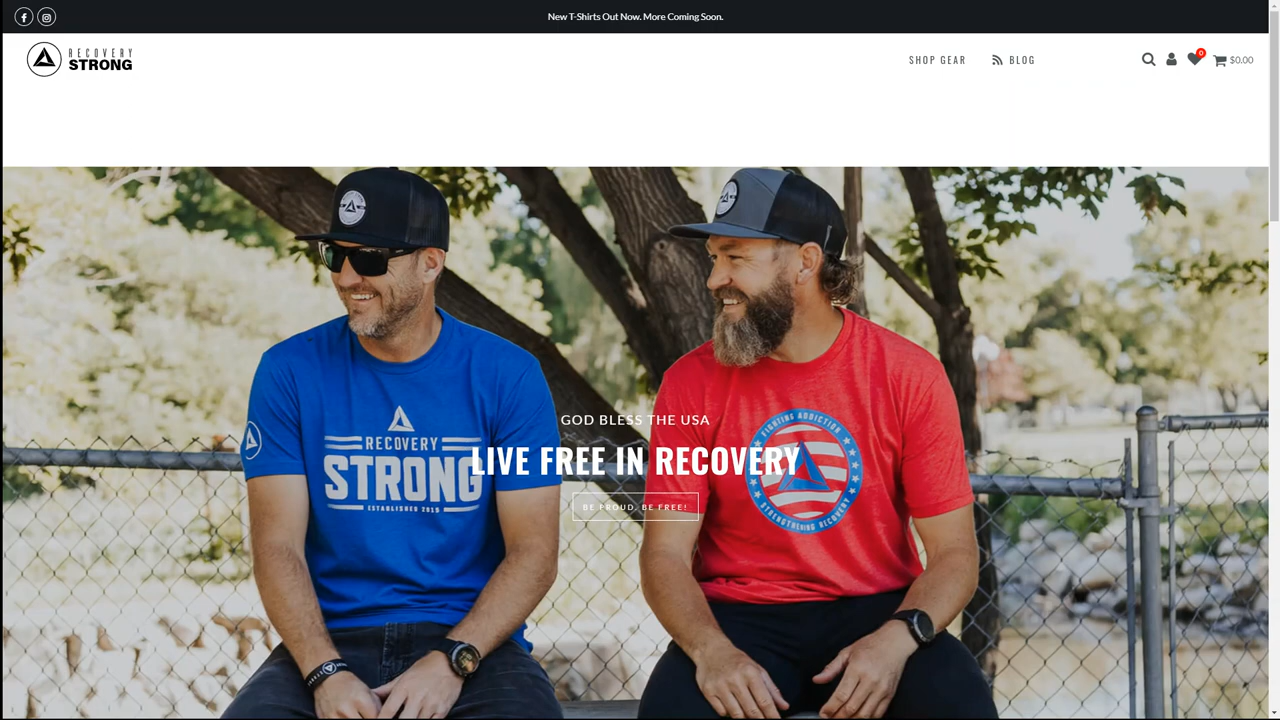 New T-Shirts Out Now. More Coming Soon.
RECOVERY
STRONG
SHOP GEAR
BLOG
0
$0.00
GOD BLESS THE USA
LIVE FREE IN RECOVERY
BE PROUD, BE FREE!
RECOVERY
STRONG
ESTABLISHED 2015
FIGHTING ADDICTION
STRENGTHENING RECOVERY